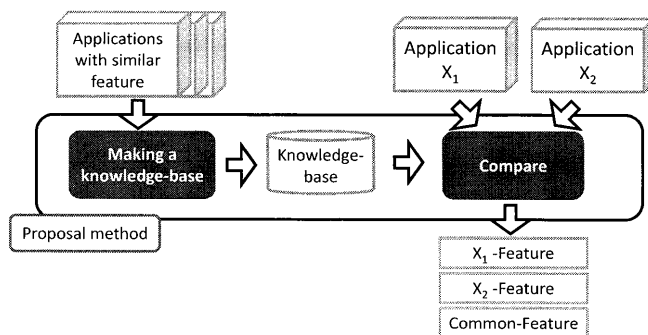 Applications
with similar
feature
Application
X1
Application
X2
Making a
knowledge-base
Knowledge-
base
Compare
Proposal method
X1 -Feature
X2 -Feature
Common-Feature